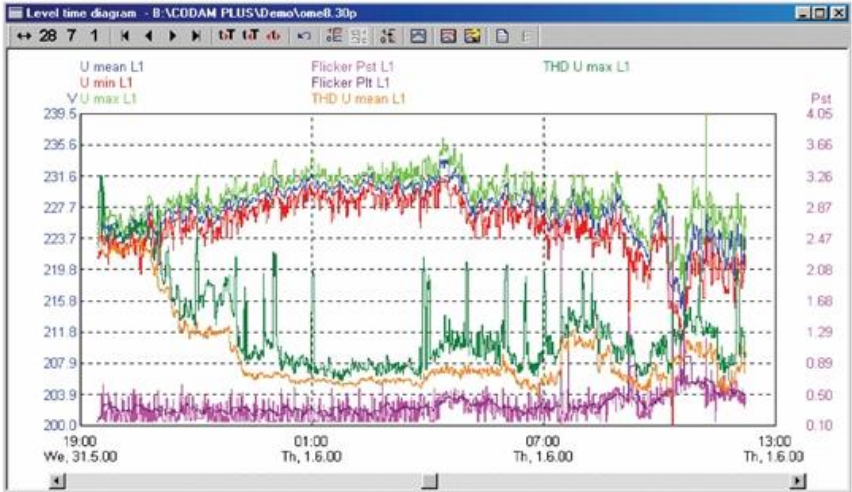 Level time diagram - B:\CODAM PLUS\Demo\ome8.30p
28 7 1
U mean L1 Flicker Pst L1 THD U max L1
U min L1 Flicker Plt L1
V U max L1 THD U mean L1 Pst
239.5 4.05
235.6 3.66
231.6 3.26
227.7 2.87
223.7 2.47
219.8 2.08
215.8 1.68
211.8 1.29
207.9 0.89
203.9 0.50
200.0 0.10
19:00 01:00 07:00 13:00
We, 31.5.00 Th, 1.6.00 Th, 1.6.00 Th, 1.6.00